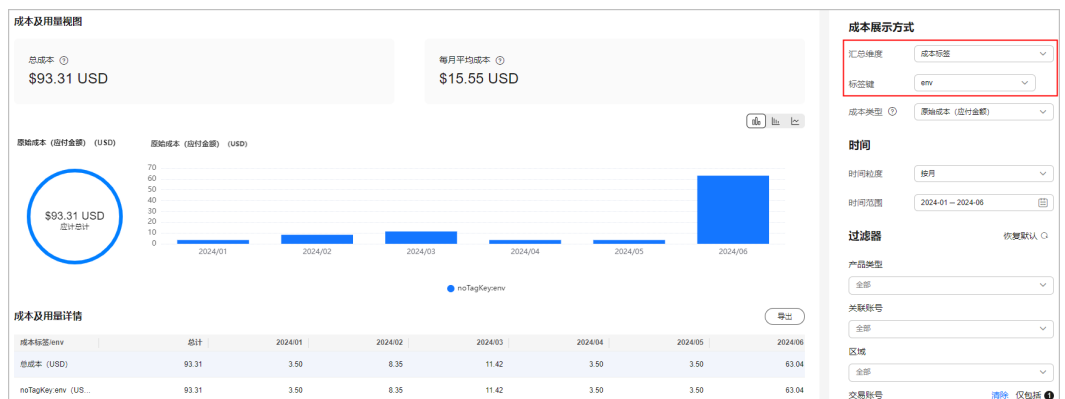 成本及用量视图
总成本
$93.31 USD
每月平均成本
$15.55 USD
原始成本（应付金额）（USD）
原始成本（应付金额）（USD）
$93.31 USD
应计总计
70
60
50
40
30
20
10
0
2024/01 2024/02 2024/03 2024/04 2024/05 2024/06
noTagKey:env
成本及用量详情
导出
成本标签/env 总计 2024/01 2024/02 2024/03 2024/04 2024/05 2024/06
总成本（USD） 93.31 3.50 8.35 11.42 3.50 3.50 63.04
noTagKey:env（US... 93.31 3.50 8.35 11.42 3.50 3.50 63.04
成本展示方式
汇总维度 成本标签
标签键 env
成本类型 原始成本（应付金额）
时间
时间粒度 按月
时间范围 2024-01 – 2024-06
过滤器 恢复默认
产品类型
全部
关联账号
全部
区域
全部
交易账号 清除 仅包括 1